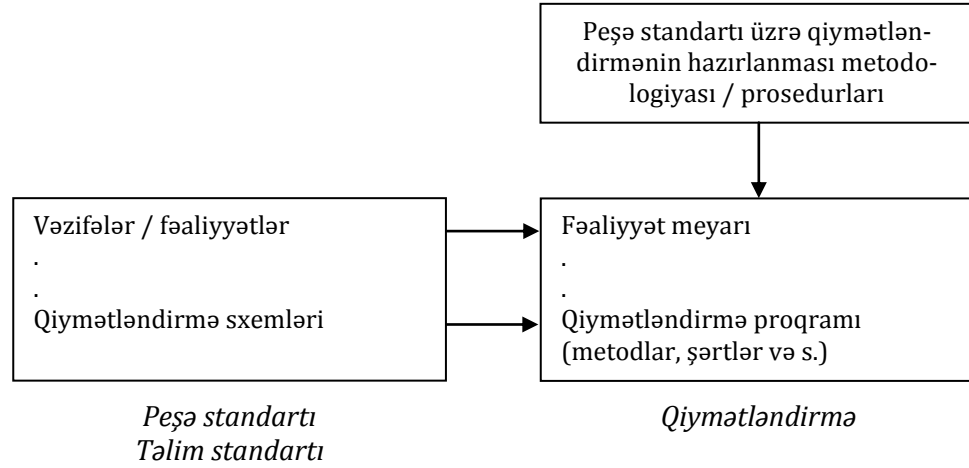 Peşə standartı üzrə qiymətlən-
dirmənin hazırlanması metodo-
logiyası / prosedurları
Vəzifələr / fəaliyyətlər
.
.
Qiymətləndirmə sxemləri
Fəaliyyət meyarı
.
.
Qiymətləndirmə proqramı
(metodlar, şərtlər və s.)
Peşə standartı
Təlim standartı
Qiymətləndirmə